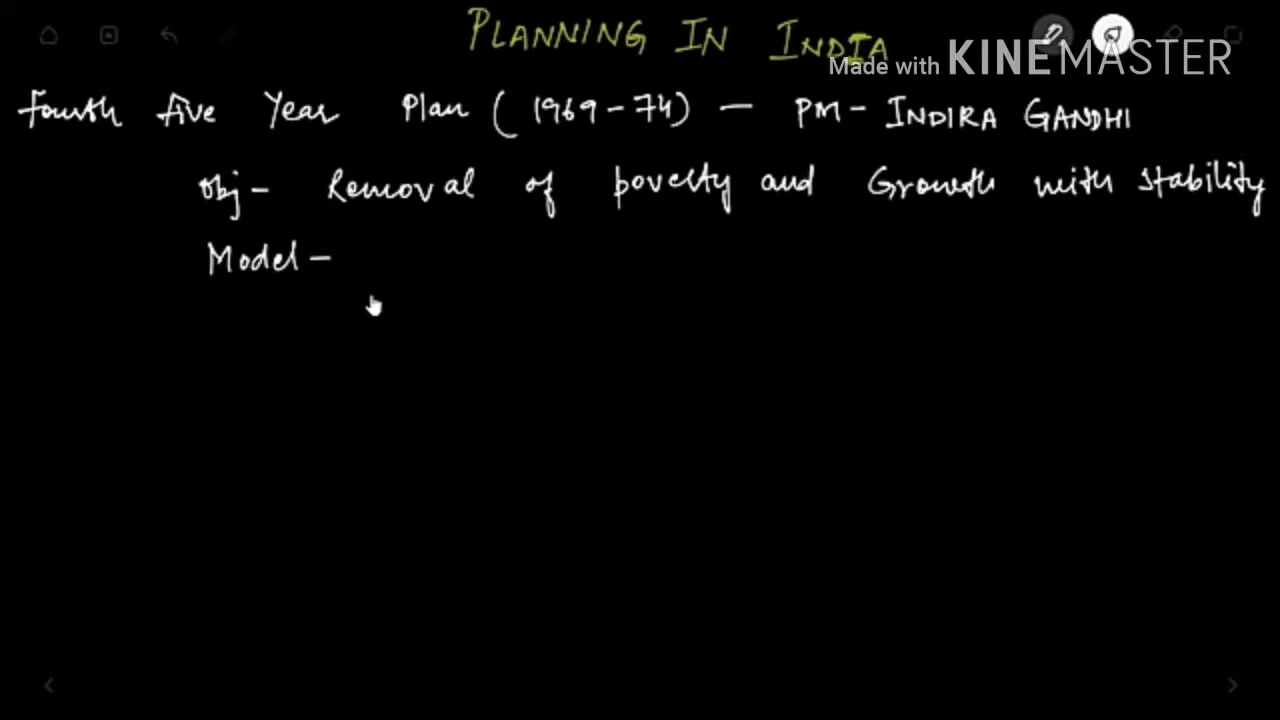 PLANNING IN INDIA
Made with KINEMASTER
Fourth five Year Plan (1969-74) - PM- INDIRA GANDHI
Obj- Removal of poverty and Growth with stability
Model-